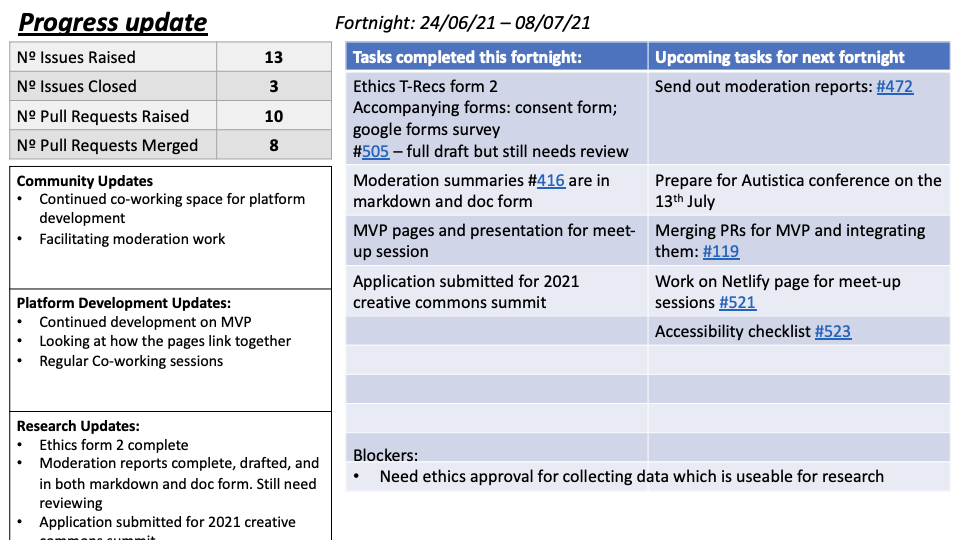 Progress update
Fortnight: 24/06/21 – 08/07/21
Nº Issues Raised 13
Nº Issues Closed 3
Nº Pull Requests Raised 10
Nº Pull Requests Merged 8
Community Updates
• Continued co-working space for platform
development
• Facilitating moderation work
Platform Development Updates:
• Continued development on MVP
• Looking at how the pages link together
• Regular Co-working sessions
Research Updates:
• Ethics form 2 complete
• Moderation reports complete, drafted, and
in both markdown and doc form. Still need
reviewing
• Application submitted for 2021 creative
commons summit
Tasks completed this fortnight: Upcoming tasks for next fortnight
Ethics T-Recs form 2
Accompanying forms: consent form;
google forms survey
#505 – full draft but still needs review
Send out moderation reports: #472
Moderation summaries #416 are in
markdown and doc form
Prepare for Autistica conference on the
13th July
MVP pages and presentation for meet-
up session
Merging PRs for MVP and integrating
them: #119
Application submitted for 2021
creative commons summit
Work on Netlify page for meet-up
sessions #521
Accessibility checklist #523
Blockers:
• Need ethics approval for collecting data which is useable for research